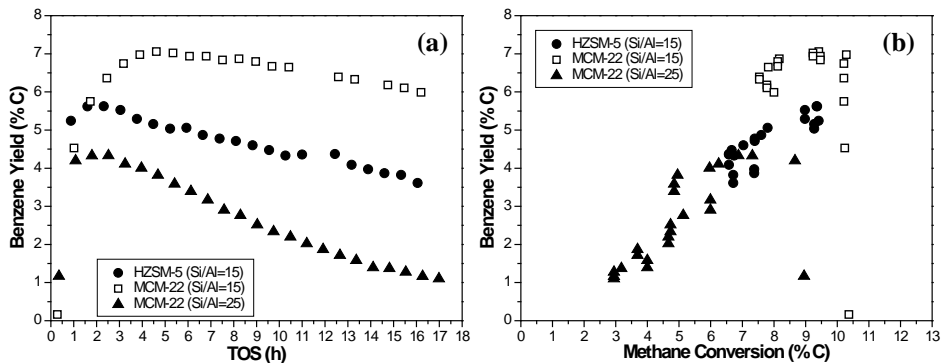 (a)
Benzene Yield (% C)
8
7
6
5
4
3
2
1
0
HZSM-5 (Si/Al=15)
MCM-22 (Si/Al=15)
MCM-22 (Si/Al=25)
0 1 2 3 4 5 6 7 8 9 10 11 12 13 14 15 16 17 18
TOS (h)
(b)
Benzene Yield (% C)
8
7
6
5
4
3
2
1
0
HZSM-5 (Si/Al=15)
MCM-22 (Si/Al=15)
MCM-22 (Si/Al=25)
0 1 2 3 4 5 6 7 8 9 10 11 12 13
Methane Conversion (% C)